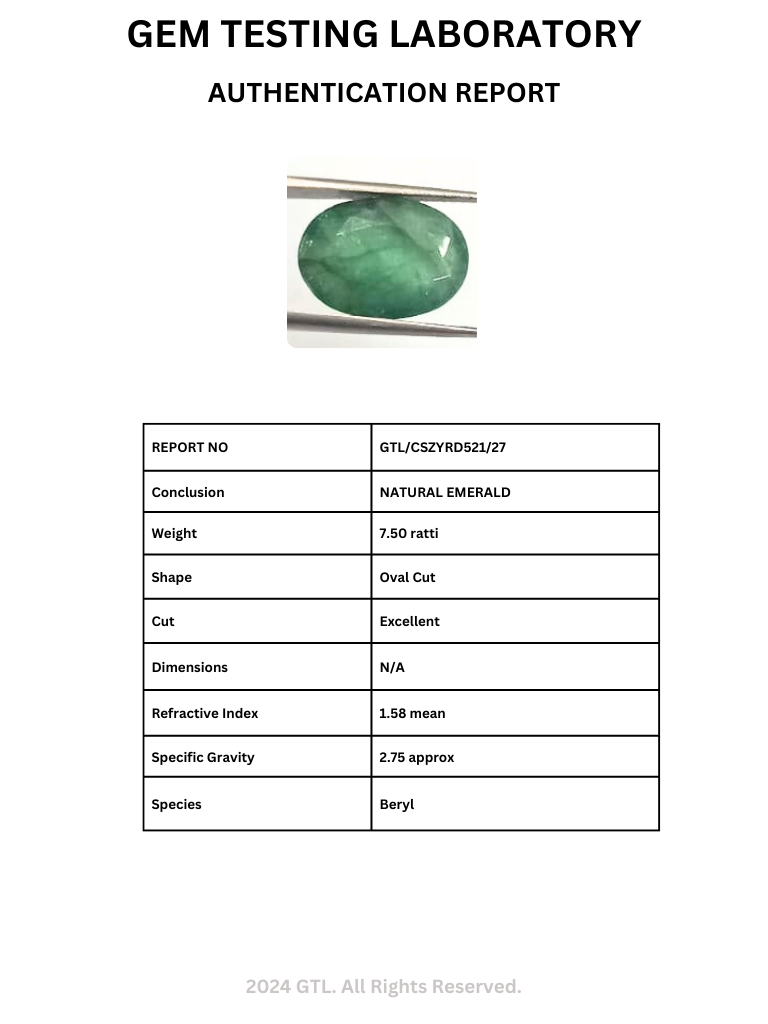 GEM TESTING LABORATORY
AUTHENTICATION REPORT
REPORT NO GTL/CSZYRD521/27
Conclusion NATURAL EMERALD
Weight 7.50 ratti
Shape Oval Cut
Cut Excellent
Dimensions N/A
Refractive Index 1.58 mean
Specific Gravity 2.75 approx
Species Beryl
2024 GTL. All Rights Reserved.